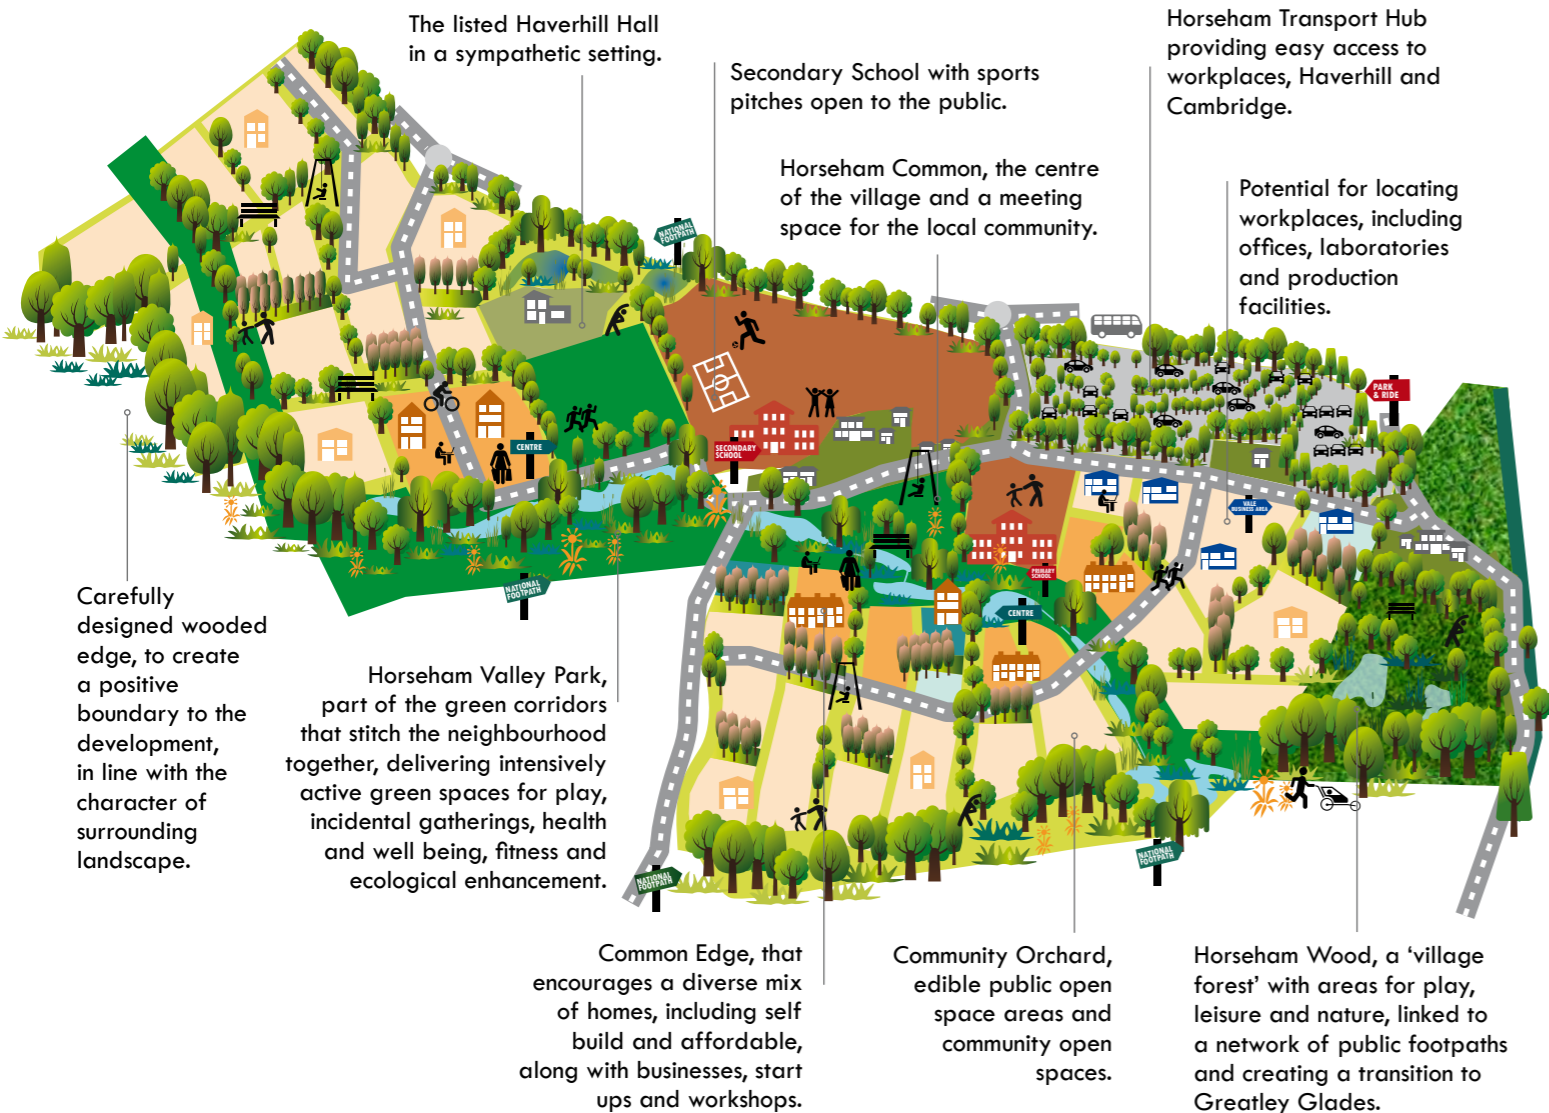 The listed Haverhill Hall
in a sympathetic setting.
Secondary School with sports
pitches open to the public.
Horseham Transport Hub
providing easy access to
workplaces, Haverhill and
Cambridge.
Horseham Common, the centre
of the village and a meeting
space for the local community.
Potential for locating
workplaces, including
offices, laboratories
and production
facilities.
NATIONAL
FOOTPATH
PARK
& RIDE
CENTRE
SECONDARY
SCHOOL
VALE
BUSINESS AREA
PRIMARY
SCHOOL
CENTRE
NATIONAL
FOOTPATH
NATIONAL
FOOTPATH
NATIONAL
FOOTPATH
Carefully
designed wooded
edge, to create
a positive
boundary to the
development,
in line with the
character of
surrounding
landscape.
Horseham Valley Park,
part of the green corridors
that stitch the neighbourhood
together, delivering intensively
active green spaces for play,
incidental gatherings, health
and well being, fitness and
ecological enhancement.
Common Edge, that
encourages a diverse mix
of homes, including self
build and affordable,
along with businesses, start
ups and workshops.
Community Orchard,
edible public open
space areas and
community open
spaces.
Horseham Wood, a ‘village
forest’ with areas for play,
leisure and nature, linked to
a network of public footpaths
and creating a transition to
Greatley Glades.